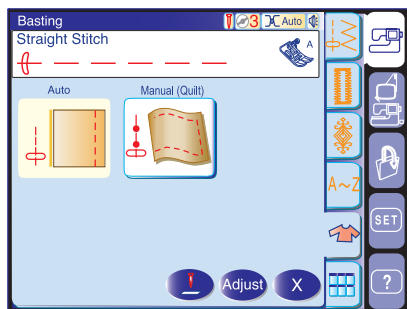 Basting
3 Auto
Straight Stitch
A
Auto Manual (Quilt)
A~Z
SET
Adjust X
?